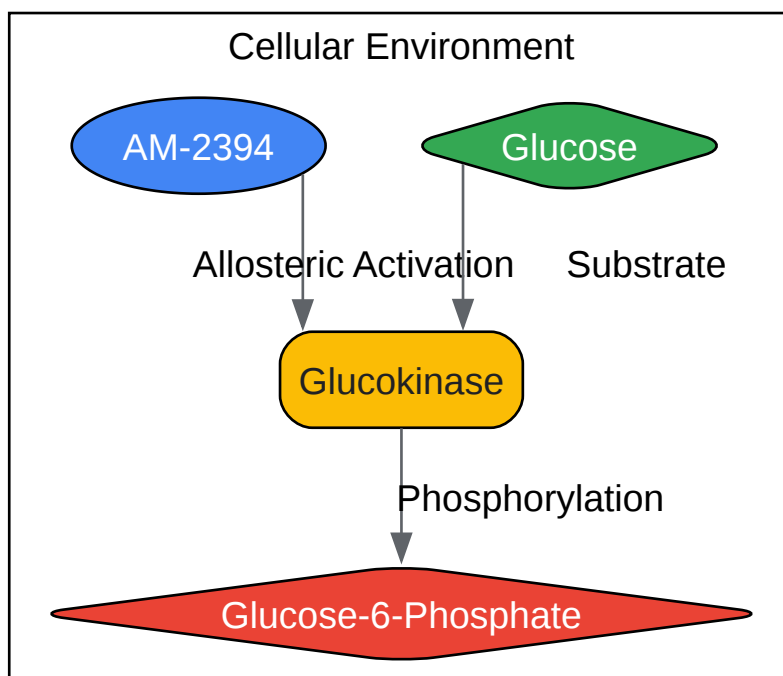 Cellular Environment
AM-2394
Glucose
Allosteric Activation
Substrate
Glucokinase
Phosphorylation
Glucose-6-Phosphate